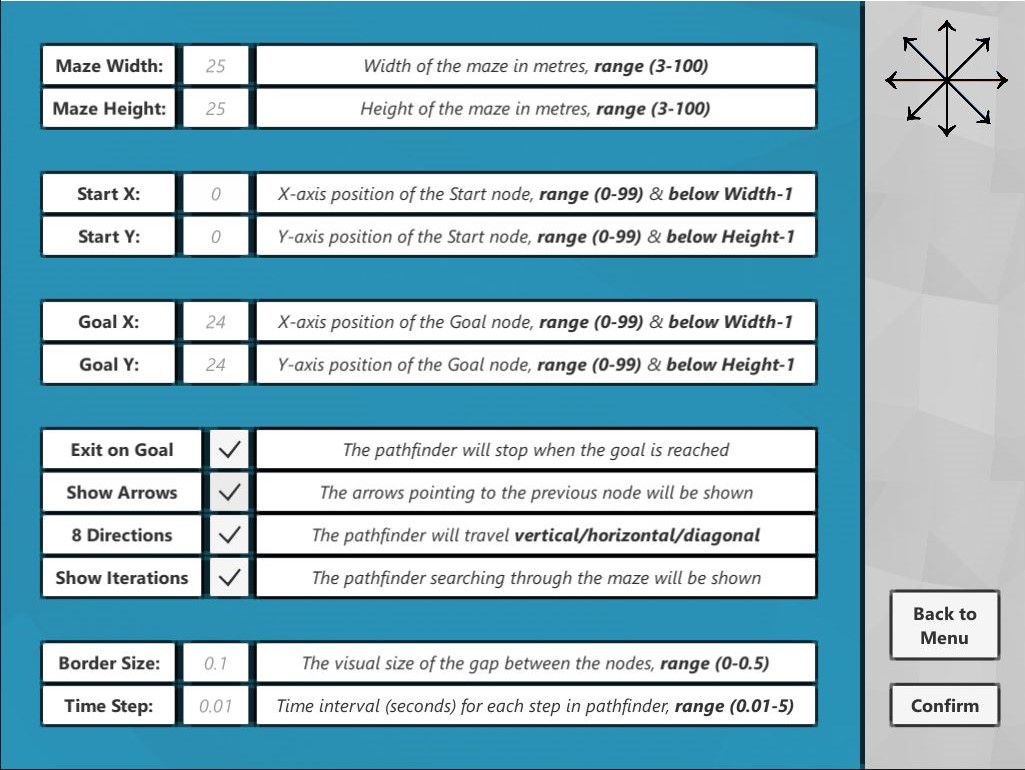 Maze Width: 25 Width of the maze in metres, range (3-100)
Maze Height: 25 Height of the maze in metres, range (3-100)
Start X: 0 X-axis position of the Start node, range (0-99) & below Width-1
Start Y: 0 Y-axis position of the Start node, range (0-99) & below Height-1
Goal X: 24 X-axis position of the Goal node, range (0-99) & below Width-1
Goal Y: 24 Y-axis position of the Goal node, range (0-99) & below Height-1
Exit on Goal The pathfinder will stop when the goal is reached
Show Arrows The arrows pointing to the previous node will be shown
8 Directions The pathfinder will travel vertical/horizontal/diagonal
Show Iterations The pathfinder searching through the maze will be shown
Border Size: 0.1 The visual size of the gap between the nodes, range (0-0.5)
Time Step: 0.01 Time interval (seconds) for each step in pathfinder, range (0.01-5)
Back to
Menu
Confirm